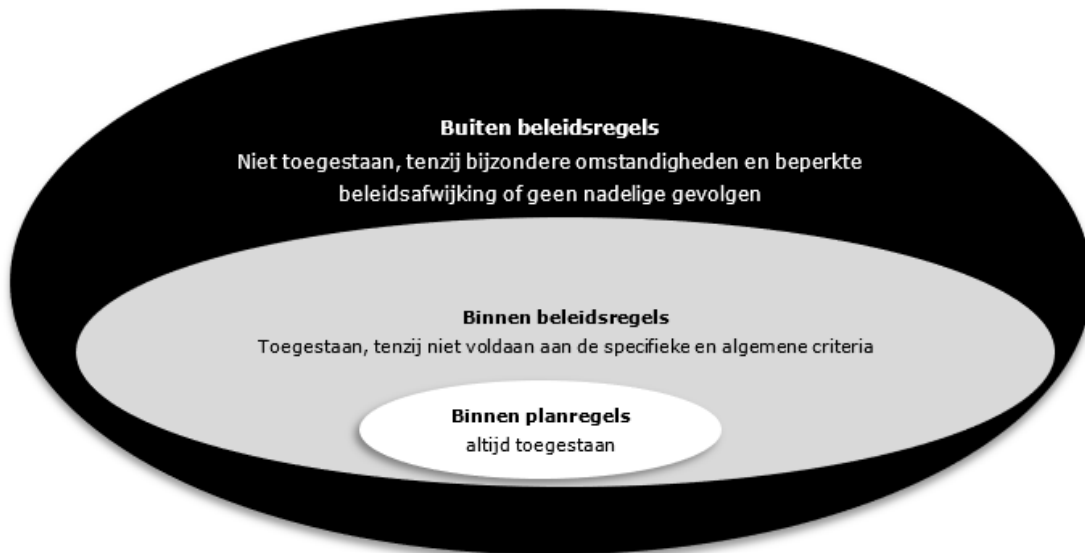 Buiten beleidsregels
Niet toegestaan, tenzij bijzondere omstandigheden en beperkte
beleidsafwijking of geen nadelige gevolgen
Binnen beleidsregels
Toegestaan, tenzij niet voldaan aan de specifieke en algemene criteria
Binnen planregels
altijd toegestaan